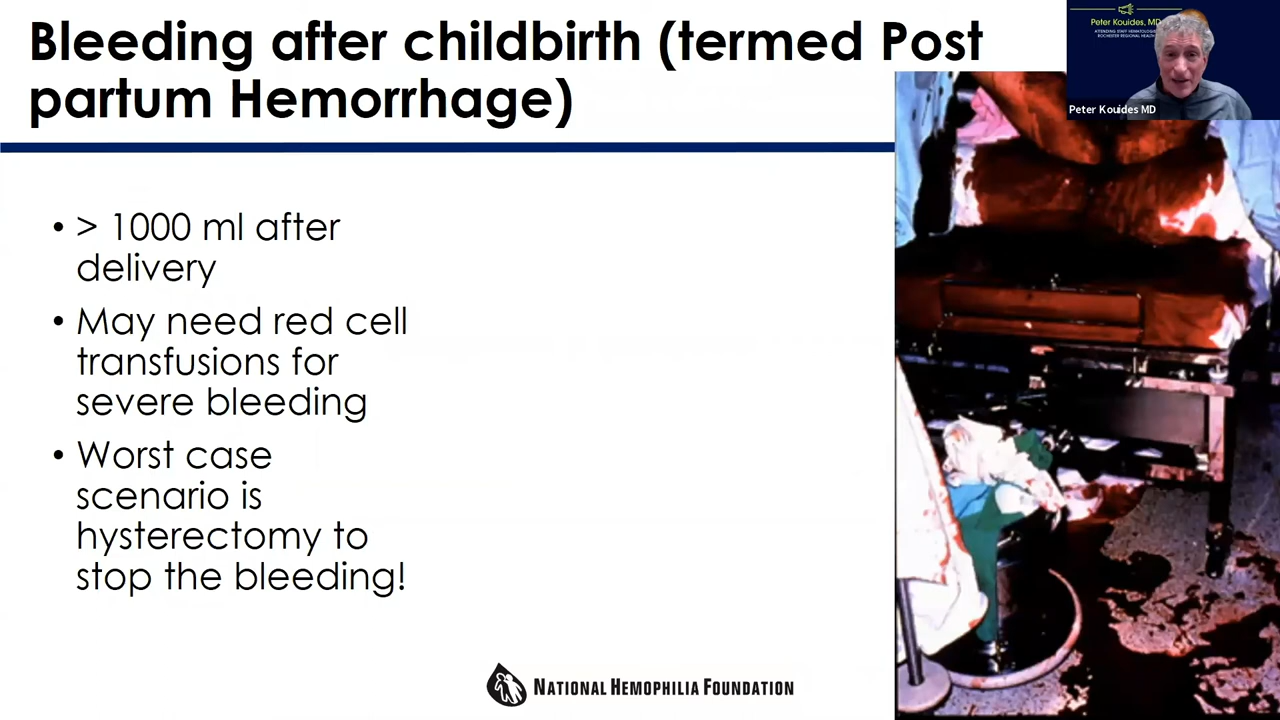 Bleeding after childbirth (termed Post
partum Hemorrhage)
Peter Kouides, MD
ATTENDING STAFF HEMATOLOGIST
ROCHESTER REGIONAL HEALTH
Peter Kouides MD
• > 1000 ml after
delivery
• May need red cell
transfusions for
severe bleeding
• Worst case
scenario is
hysterectomy to
stop the bleeding!
NATIONAL HEMOPHILIA FOUNDATION